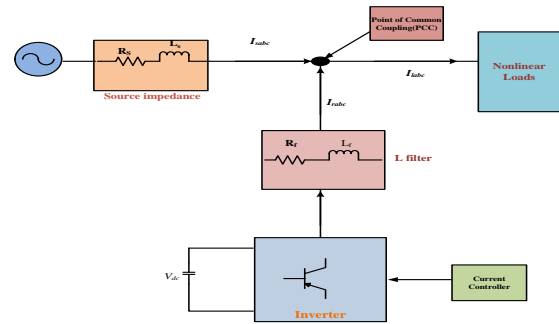 Point of Common
Coupling(PCC)
Rs
Ls
Isabc
Source impedance
Ilabc
Nonlinear
Loads
Irabc
Rf
Lf
L filter
Vdc
Inverter
Current
Controller